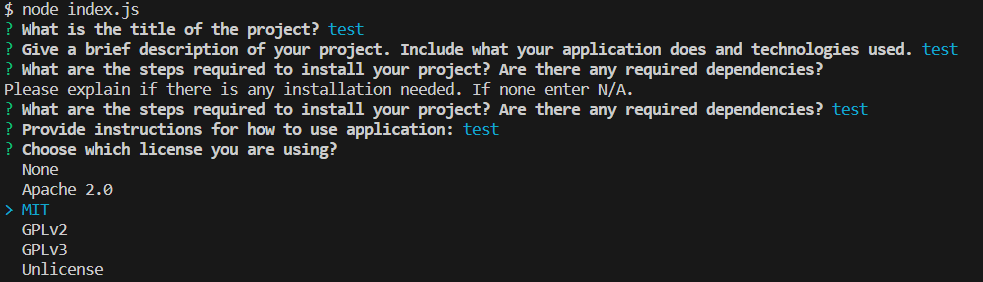 $ node index.js
? What is the title of the project? test
? Give a brief description of your project. Include what your application does and technologies used. test
? What are the steps required to install your project? Are there any required dependencies?
Please explain if there is any installation needed. If none enter N/A.
? What are the steps required to install your project? Are there any required dependencies? test
? Provide instructions for how to use application: test
? Choose which license you are using?
None
Apache 2.0
> MIT
GPLv2
GPLv3
Unlicense